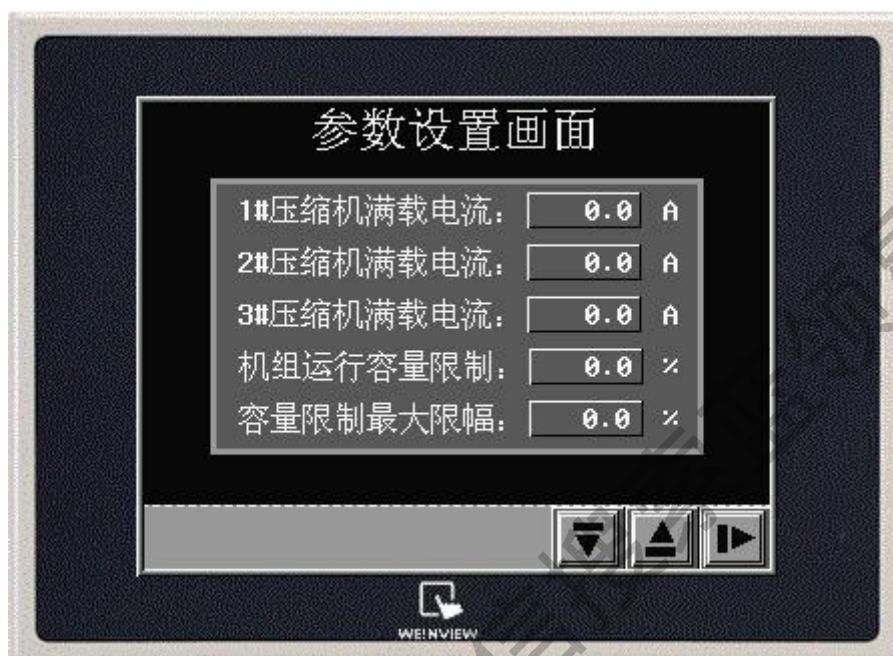 参数设置画面
1#压缩机满载电流： 0.0 A
2#压缩机满载电流： 0.0 A
3#压缩机满载电流： 0.0 A
机组运行容量限制： 0.0 %
容量限制最大限幅： 0.0 %
WEINVIEW